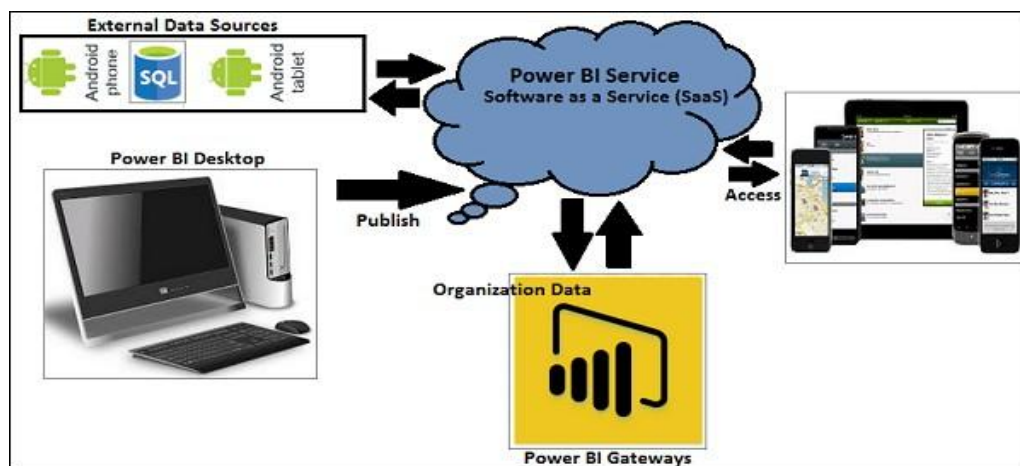 External Data Sources
Android
phone
SQL
Android
tablet
Power BI Service
Software as a Service (SaaS)
Power BI Desktop
Publish
Access
Organization Data
Power BI Gateways